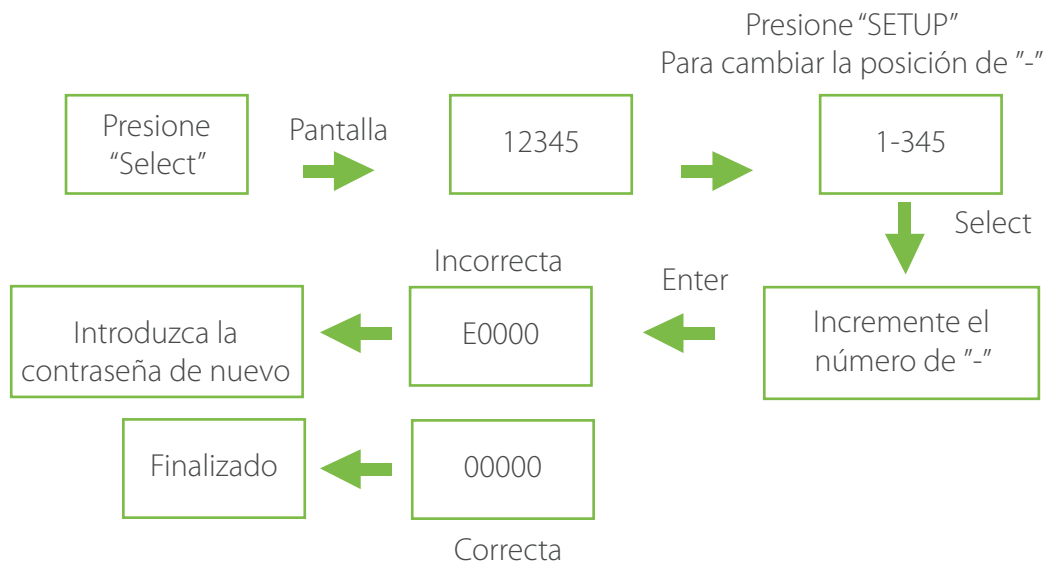 Presione “SETUP”
Para cambiar la posición de ”-”
Presione
“Select”
Pantalla
12345
1-345
Select
Incorrecta
Enter
Introduzca la
contraseña de nuevo
E0000
Incremente el
número de ”-”
Finalizado
00000
Correcta